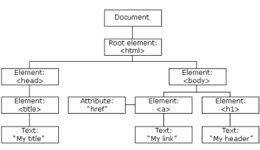 Document
Root element:
<html>
Element:
<head>
Element:
<body>
Element:
<title>
Attribute:
"href"
Element:
<a>
Element:
<h1>
Text:
"My title"
Text:
"My link"
Text:
"My header"